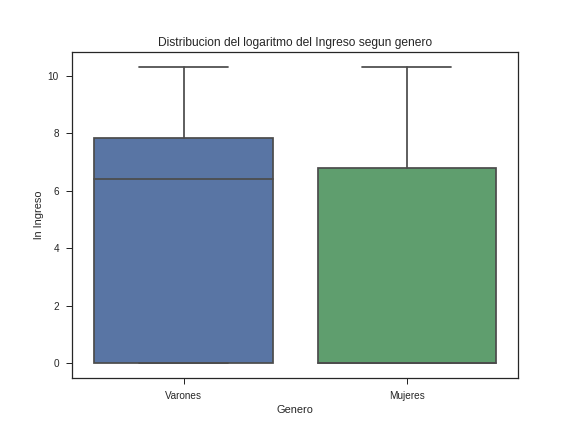 Distribucion del logaritmo del Ingreso segun genero
10
8
6
4
2
0
ln Ingreso
Varones
Mujeres
Genero